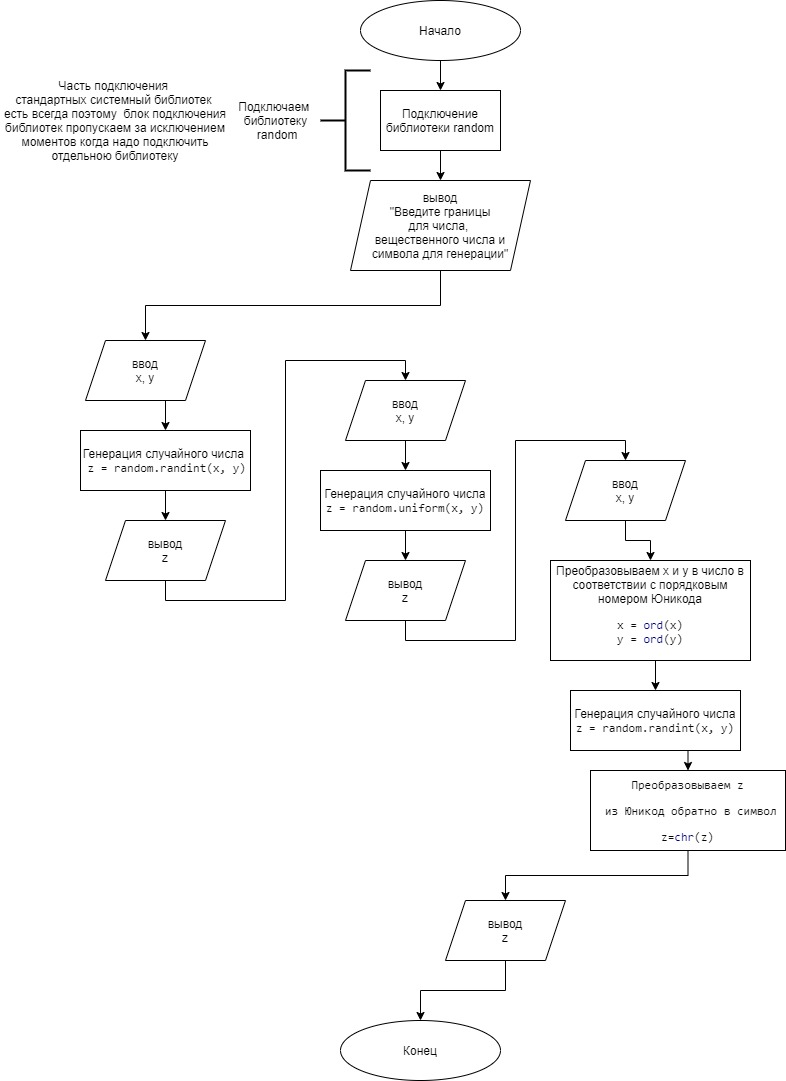 Начало
Часть подключения
стандартных системный библиотек
есть всегда поэтому блок подключения
библиотек пропускаем за исключением
моментов когда надо подключить
отдельною библиотеку
Подключаем
библиотеку
random
Подключение
библиотеки random
вывод
"Введите границы
для числа,
вещественного числа и
символа для генерации"
ввод
x, y
Генерация случайного числа
z = random.randint(x, y)
вывод
z
ввод
x, y
Генерация случайного числа
z = random.uniform(x, y)
вывод
z
ввод
x, y
Преобразовываем x и y в число в
соответствии с порядковым
номером Юникода
x = ord(x)
y = ord(y)
Генерация случайного числа
z = random.randint(x, y)
Преобразовываем z
из Юникод обратно в символ
z=chr(z)
вывод
z
Конец